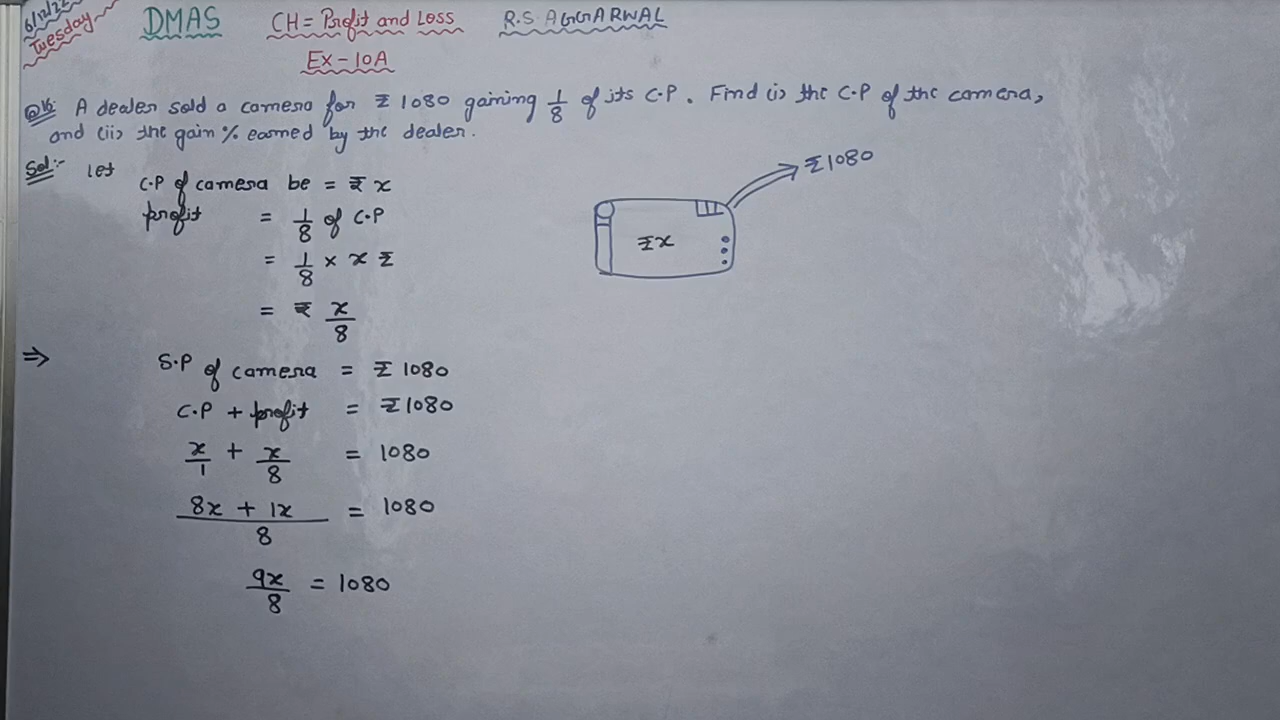 6/12/22
Tuesday
DMAS CH = Profit and Loss R.S. AGGARWAL
Ex - 10A
Q16: A dealer sold a camera for ₹ 1080 gaining 1/8 of its C.P. Find (i) the C.P of the camera,
and (ii) the gain % earned by the dealer.
Sol:- Let
C.P of camera be = ₹ x
profit = 1/8 of C.P
= 1/8 × x ₹
= ₹ x/8
⇒ S.P of camera = ₹ 1080
C.P + profit = ₹ 1080
x/1 + x/8 = 1080
8x + 1x / 8 = 1080
9x/8 = 1080
₹ 1080
₹ x